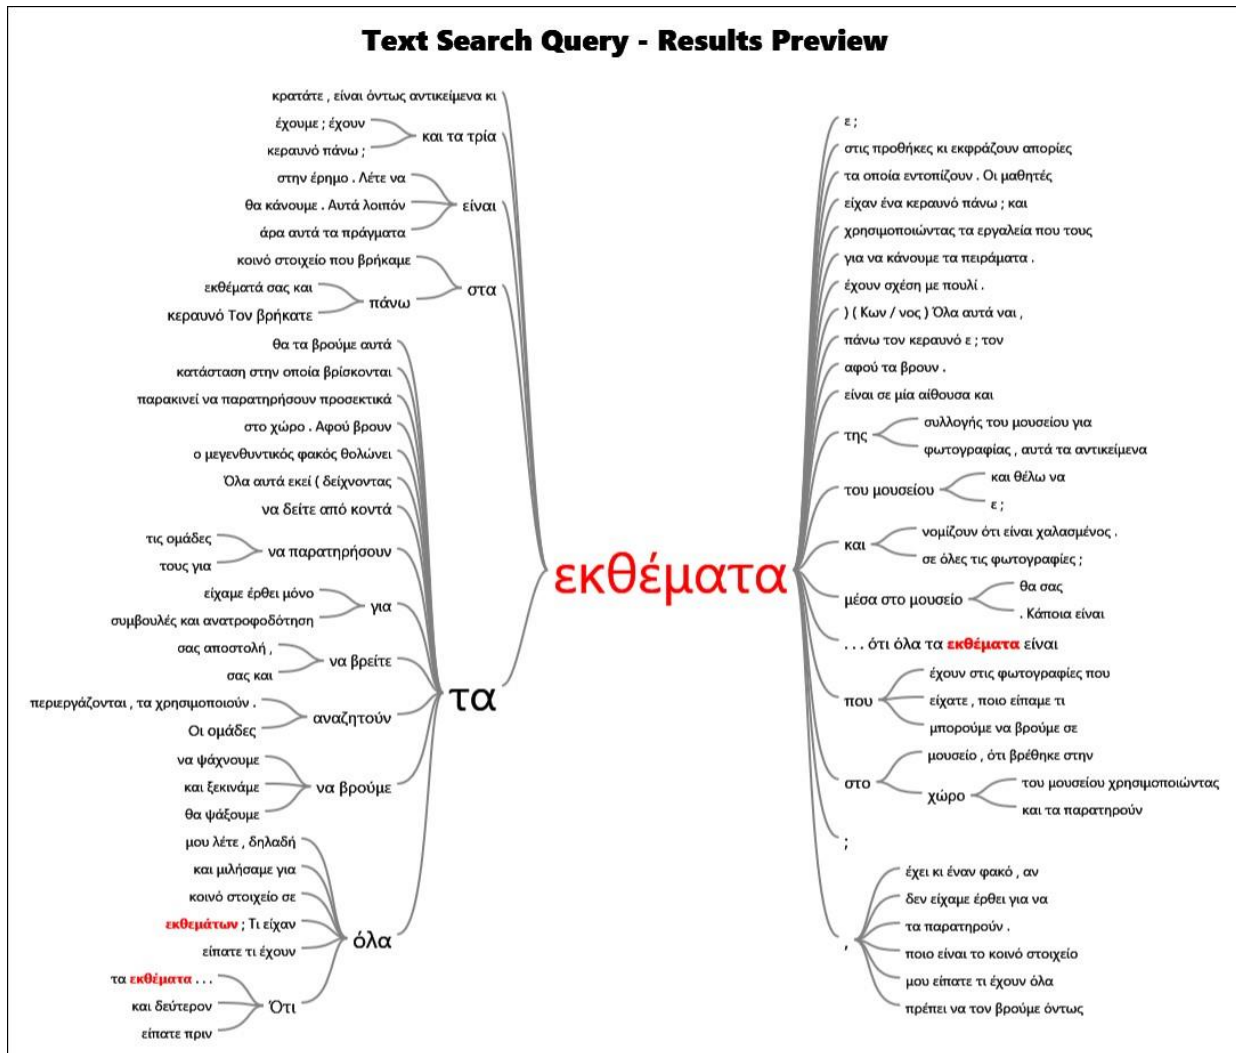 Text Search Query - Results Preview
κρατάτε , είναι όντως αντικείμενα κι
έχουμε ; έχουν
κεραυνό πάνω ;
και τα τρία
στην έρημο . Λέτε να
θα κάνουμε . Αυτά λοιπόν
άρα αυτά τα πράγματα
είναι
κοινό στοιχείο που βρήκαμε
εκθέματά σας και
κεραυνό Τον βρήκατε
πάνω
στα
θα τα βρούμε αυτά
κατάσταση στην οποία βρίσκονται
παρακινεί να παρατηρήσουν προσεκτικά
στο χώρο . Αφού βρουν
ο μεγενθυντικός φακός θολώνει
Όλα αυτά εκεί ( δείχνοντας
να δείτε από κοντά
τις ομάδες
τους για
να παρατηρήσουν
είχαμε έρθει μόνο
συμβουλές και ανατροφοδότηση
για
σας αποστολή ,
σας και
να βρείτε
περιεργάζονται , τα χρησιμοποιούν .
Οι ομάδες
αναζητούν
να ψάχνουμε
και ξεκινάμε
θα ψάξουμε
να βρούμε
μου λέτε , δηλαδή
και μιλήσαμε για
κοινό στοιχείο σε
εκθεμάτων ; Τι είχαν
είπατε τι έχουν
τα εκθέματα . . .
και δεύτερον
είπατε πριν
Ότι
όλα
τα
εκθέματα
ε ;
στις προθήκες κι εκφράζουν απορίες
τα οποία εντοπίζουν . Οι μαθητές
είχαν ένα κεραυνό πάνω ; και
χρησιμοποιώντας τα εργαλεία που τους
για να κάνουμε τα πειράματα .
έχουν σχέση με πουλί .
) ( Κων / νος ) Όλα αυτά ναι ,
πάνω τον κεραυνό ε ; τον
αφού τα βρουν .
είναι σε μία αίθουσα και
της
συλλογής του μουσείου για
φωτογραφίας , αυτά τα αντικείμενα
του μουσείου
και θέλω να
ε ;
και
νομίζουν ότι είναι χαλασμένος .
σε όλες τις φωτογραφίες ;
μέσα στο μουσείο
θα σας
. Κάποια είναι
. . . ότι όλα τα εκθέματα είναι
που
έχουν στις φωτογραφίες που
είχατε , ποιο είπαμε τι
μπορούμε να βρούμε σε
στο
μουσείο , ότι βρέθηκε στην
χώρο
του μουσείου χρησιμοποιώντας
και τα παρατηρούν
;
,
έχει κι έναν φακό , αν
δεν είχαμε έρθει για να
τα παρατηρούν .
ποιο είναι το κοινό στοιχείο
μου είπατε τι έχουν όλα
πρέπει να τον βρούμε όντως